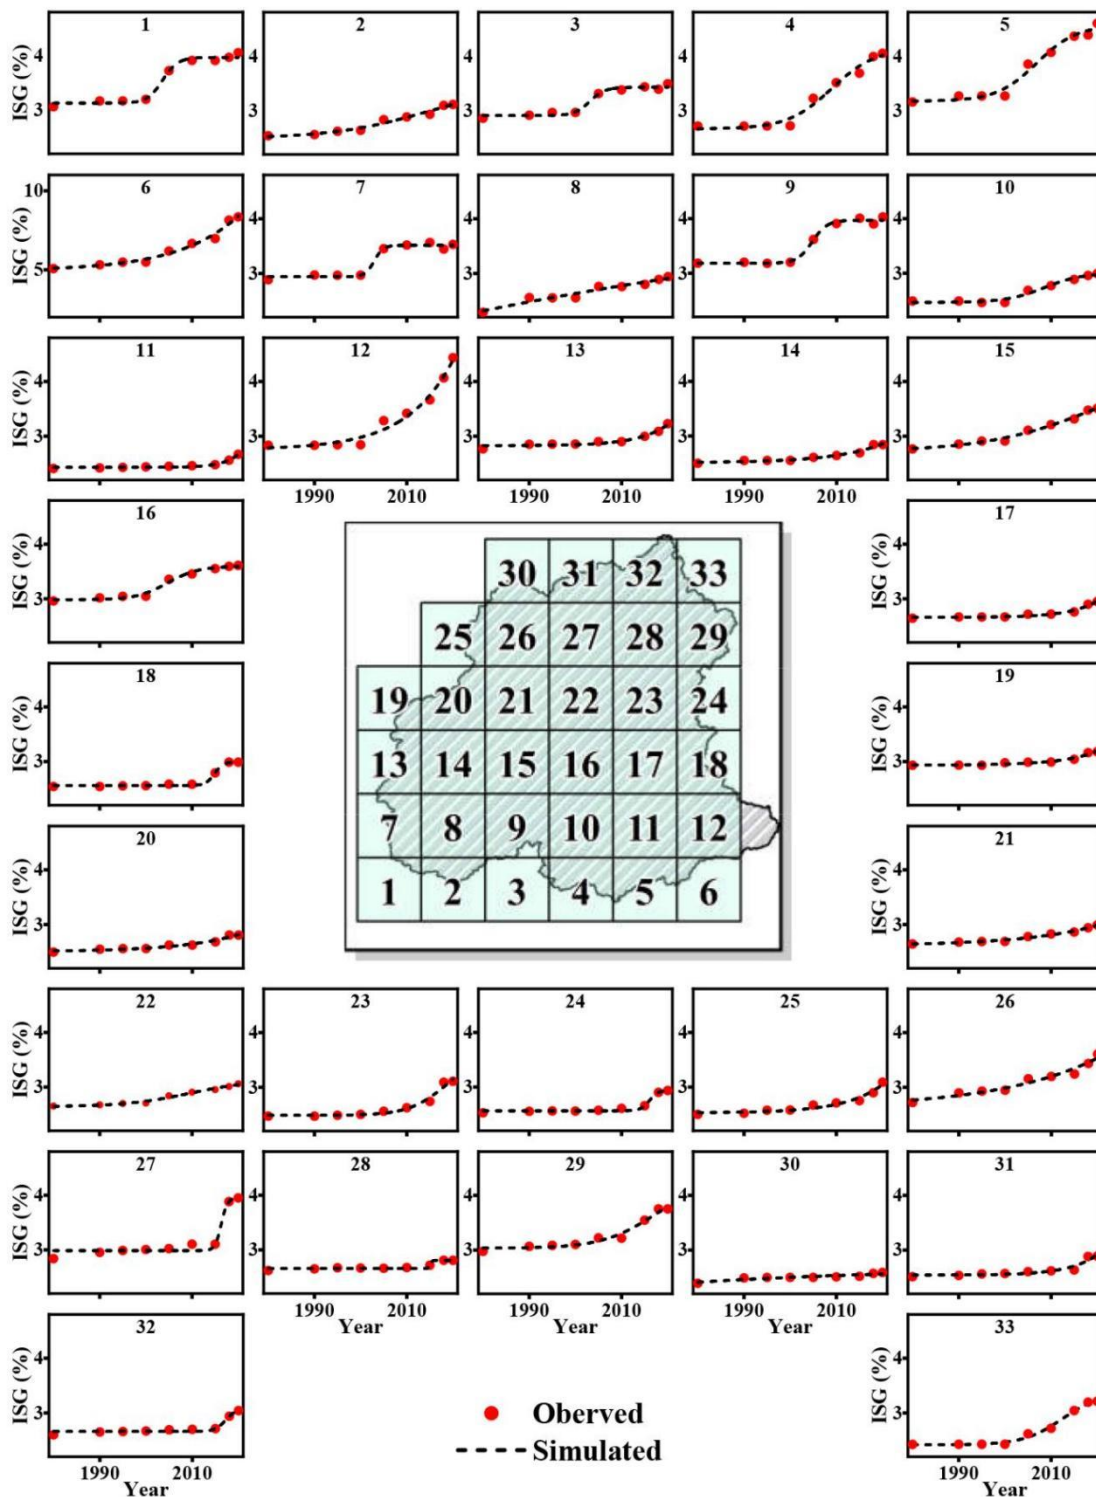 1 2 3 4 5
ISG (%) 4 4 4 4 4
3 3 3 3 3
6 7 8 9 10
ISG (%) 10 4 4 4 4
5 3 3 3 3
11 12 13 14 15
ISG (%) 4 4 4 4 4
3 3 3 3 3
1990 2010 1990 2010 1990 2010
16 17
ISG (%) 4 4
3 3
18 19
ISG (%) 4 4
3 3
20 21
ISG (%) 4 4
3 3
30 31 32 33
25 26 27 28 29
19 20 21 22 23 24
13 14 15 16 17 18
7 8 9 10 11 12
1 2 3 4 5 6
22 23 24 25 26
ISG (%) 4 4 4 4 4
3 3 3 3 3
27 28 29 30 31
ISG (%) 4 4 4 4 4
3 3 3 3 3
1990 2010 1990 2010 1990 2010
Year Year Year
32 33
ISG (%) 4 ISG (%) 4
3 3
1990 2010 1990 2010
Year Year
Oberved
Simulated